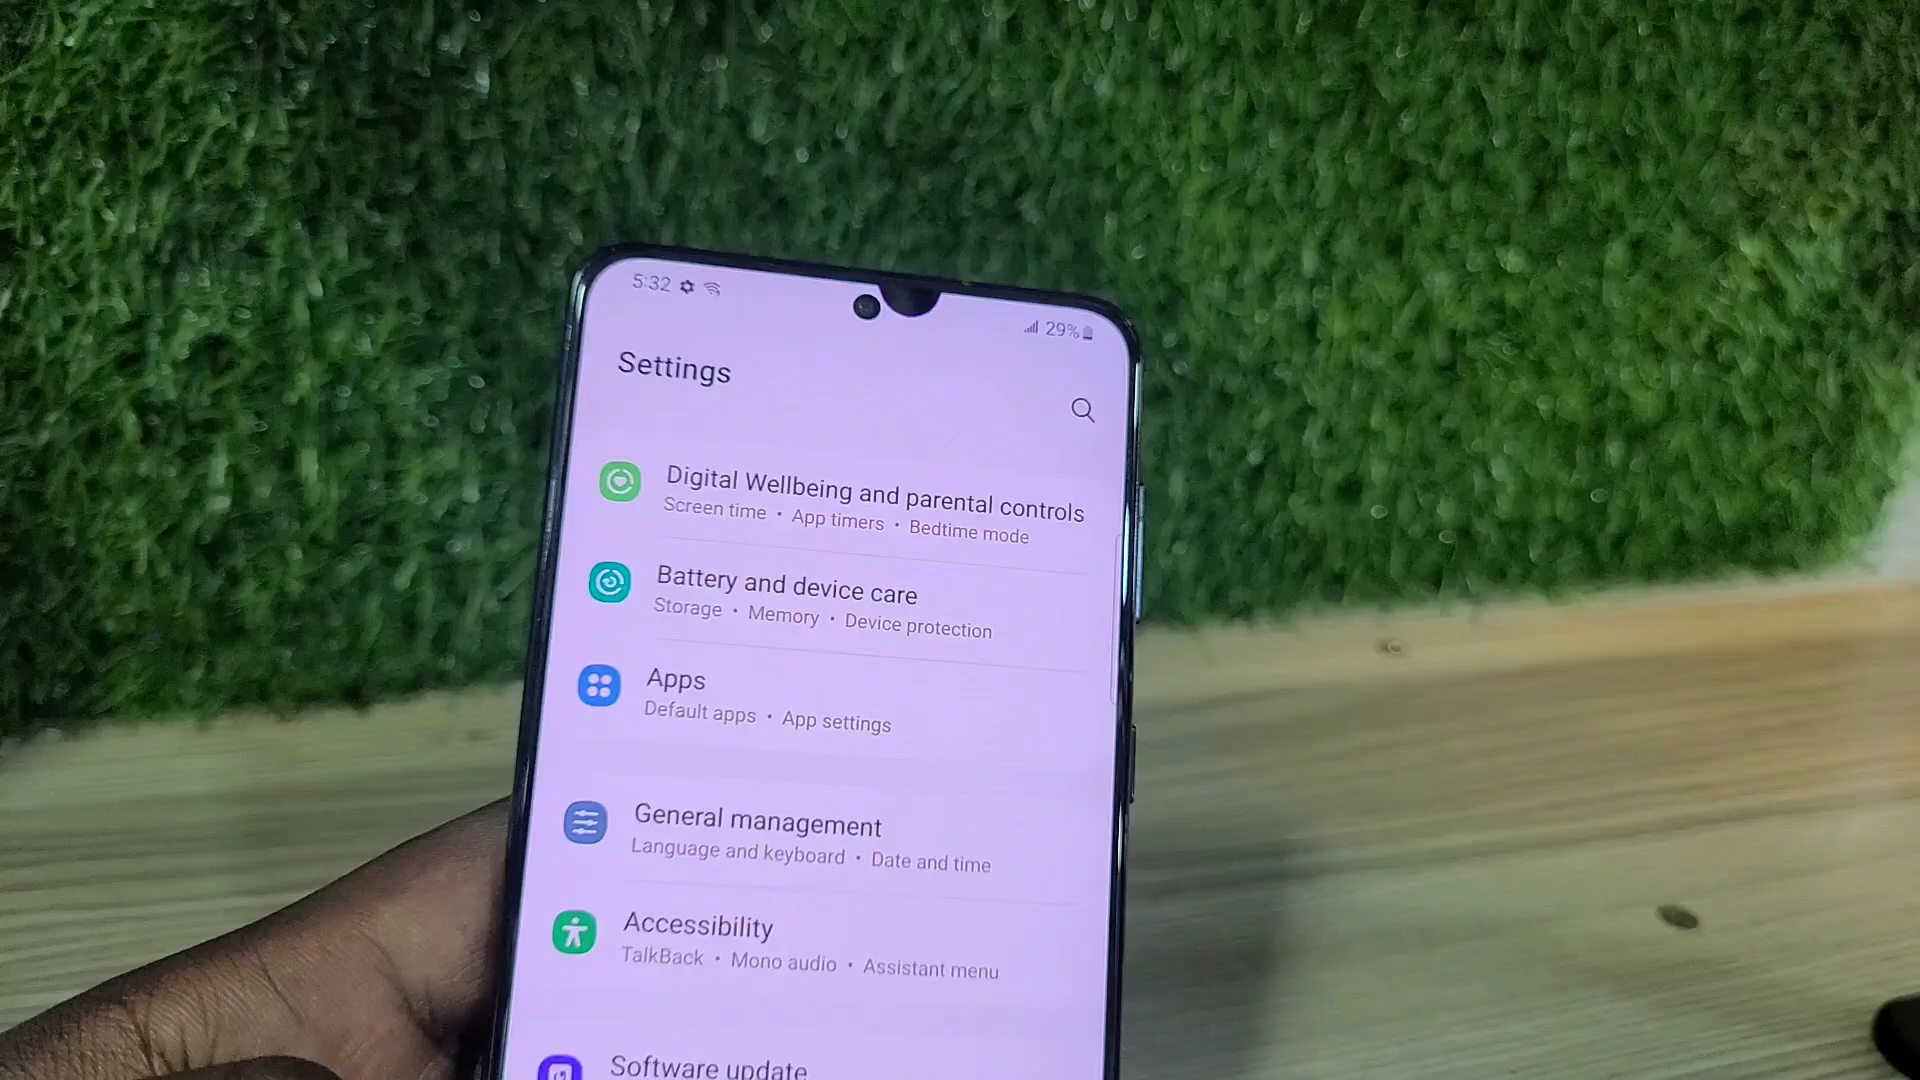 5:32
29%
Settings
Digital Wellbeing and parental controls
Screen time • App timers • Bedtime mode
Battery and device care
Storage • Memory • Device protection
Apps
Default apps • App settings
General management
Language and keyboard • Date and time
Accessibility
TalkBack • Mono audio • Assistant menu
Software update